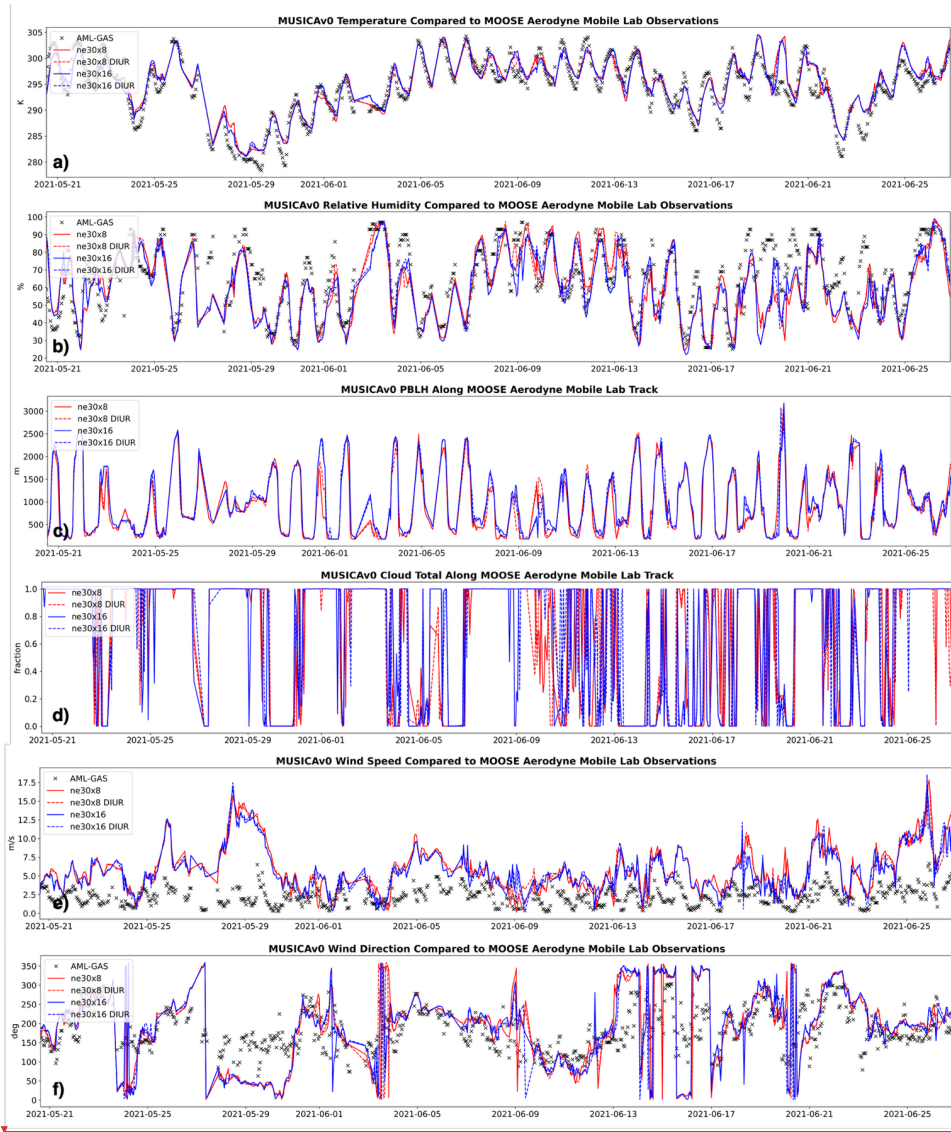 MUSICAv0 Temperature Compared to MOOSE Aerodyne Mobile Lab Observations
305
300
295
290
285
280
K
AML-GAS
ne30x8
ne30x8 DIUR
ne30x16
ne30x16 DIUR
a)
2021-05-21 2021-05-25 2021-05-29 2021-06-01 2021-06-05 2021-06-09 2021-06-13 2021-06-17 2021-06-21 2021-06-25
MUSICAv0 Relative Humidity Compared to MOOSE Aerodyne Mobile Lab Observations
100
90
80
70
60
50
40
30
20
%
AML-GAS
ne30x8
ne30x8 DIUR
ne30x16
ne30x16 DIUR
b)
2021-05-21 2021-05-25 2021-05-29 2021-06-01 2021-06-05 2021-06-09 2021-06-13 2021-06-17 2021-06-21 2021-06-25
MUSICAv0 PBLH Along MOOSE Aerodyne Mobile Lab Track
3000
2500
2000
1500
1000
500
m
ne30x8
ne30x8 DIUR
ne30x16
ne30x16 DIUR
c)
2021-05-21 2021-05-25 2021-05-29 2021-06-01 2021-06-05 2021-06-09 2021-06-13 2021-06-17 2021-06-21 2021-06-25
MUSICAv0 Cloud Total Along MOOSE Aerodyne Mobile Lab Track
1.0
0.8
0.6
0.4
0.2
0.0
fraction
ne30x8
ne30x8 DIUR
ne30x16
ne30x16 DIUR
d)
2021-05-21 2021-05-25 2021-05-29 2021-06-01 2021-06-05 2021-06-09 2021-06-13 2021-06-17 2021-06-21 2021-06-25
MUSICAv0 Wind Speed Compared to MOOSE Aerodyne Mobile Lab Observations
17.5
15.0
12.5
10.0
7.5
5.0
2.5
0.0
m/s
AML-GAS
ne30x8
ne30x8 DIUR
ne30x16
ne30x16 DIUR
e)
2021-05-21 2021-05-25 2021-05-29 2021-06-01 2021-06-05 2021-06-09 2021-06-13 2021-06-17 2021-06-21 2021-06-25
MUSICAv0 Wind Direction Compared to MOOSE Aerodyne Mobile Lab Observations
350
300
250
200
150
100
50
0
deg
AML-GAS
ne30x8
ne30x8 DIUR
ne30x16
ne30x16 DIUR
f)
2021-05-21 2021-05-25 2021-05-29 2021-06-01 2021-06-05 2021-06-09 2021-06-13 2021-06-17 2021-06-21 2021-06-25